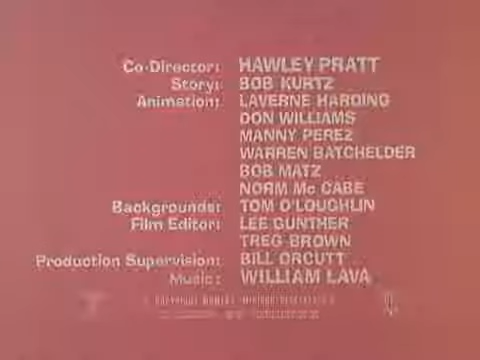 Co-Director: HAWLEY PRATT
Story: BOB KURTZ
Animation: LAVERNE HARDING
DON WILLIAMS
MANNY PEREZ
WARREN BATCHELDER
BOB MATZ
NORM Mc CABE
Backgrounds: TOM O'LOUGHLIN
Film Editor: LEE GUNTHER
TREG BROWN
Production Supervision: BILL ORCUTT
Music: WILLIAM LAVA